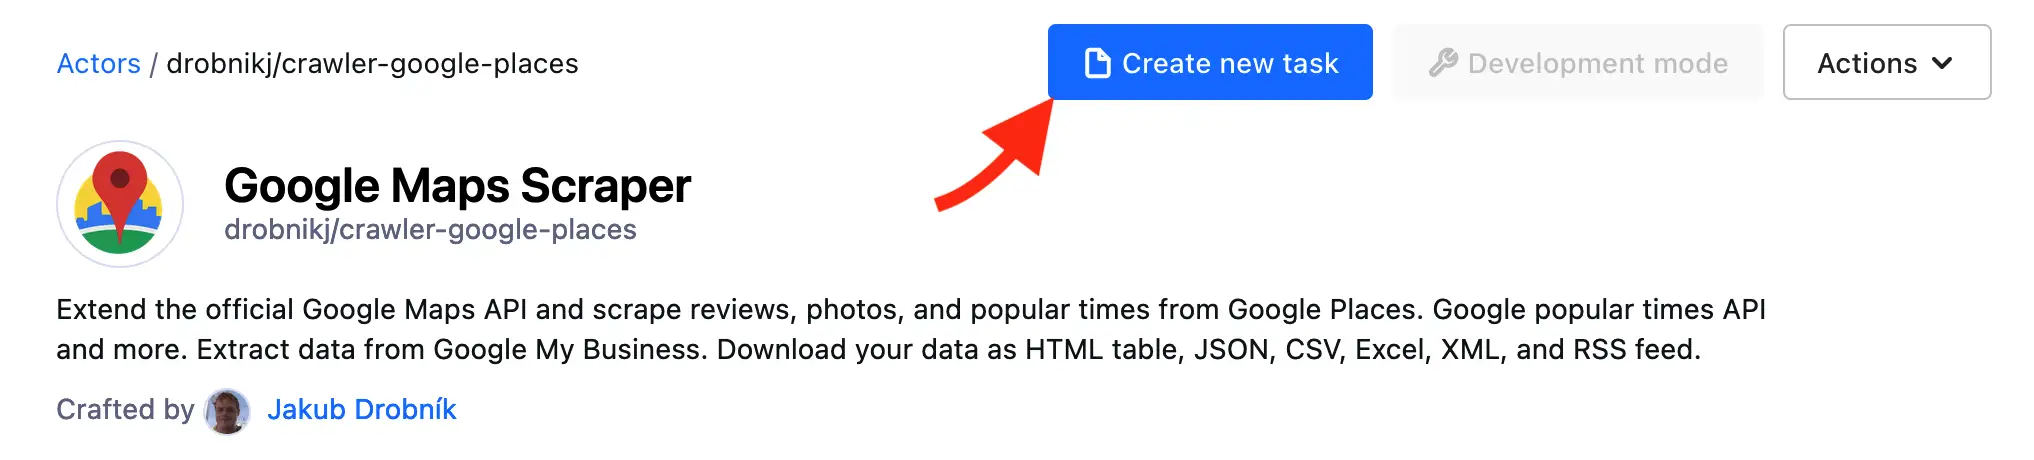 Actors / drobnikj/crawler-google-places
Create new task
Development mode
Actions
Google Maps Scraper
drobnikj/crawler-google-places
Extend the official Google Maps API and scrape reviews, photos, and popular times from Google Places. Google popular times API
and more. Extract data from Google My Business. Download your data as HTML table, JSON, CSV, Excel, XML, and RSS feed.
Crafted by Jakub Drobník